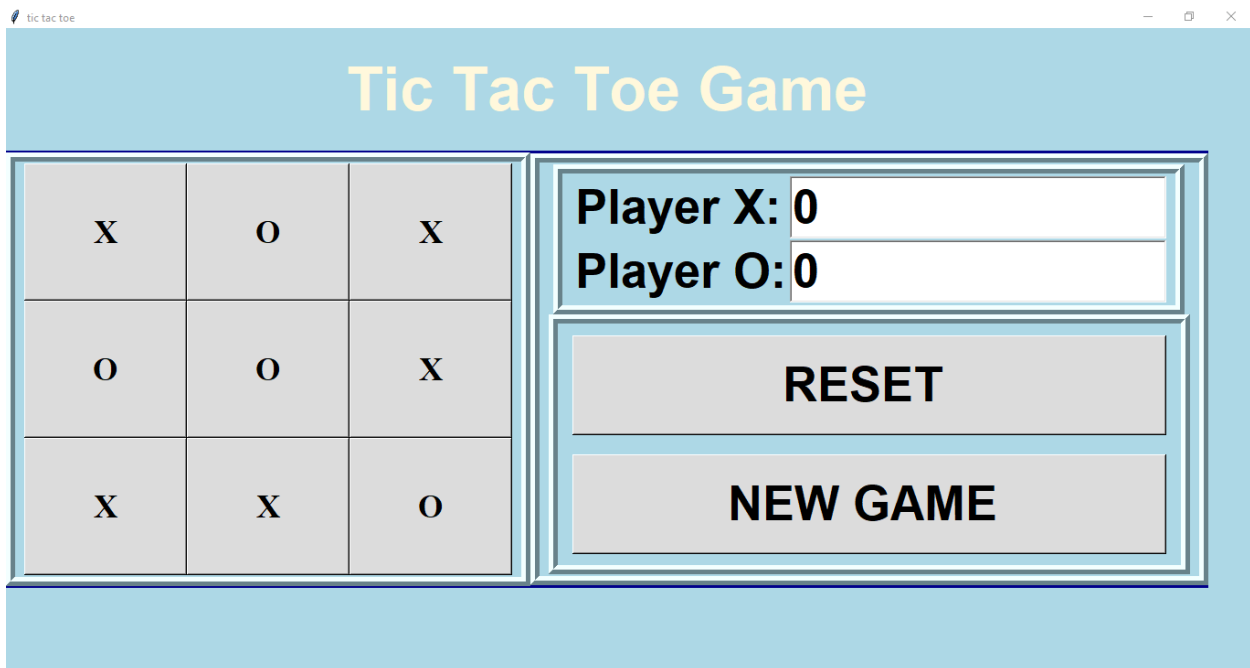 tic tac toe
Tic Tac Toe Game
X O X
O O X
X X O
Player X: 0
Player O: 0
RESET
NEW GAME